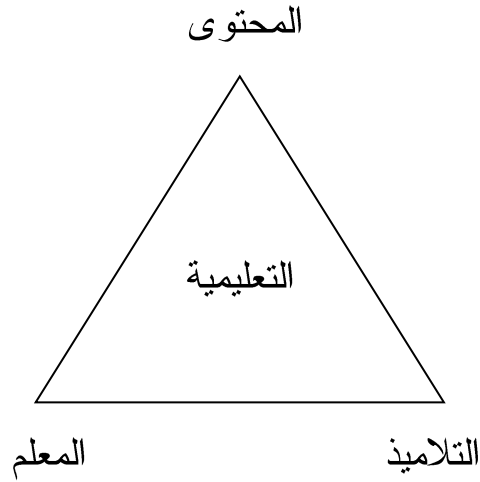 المحتوى
التعليمية
التلاميذ
المعلم